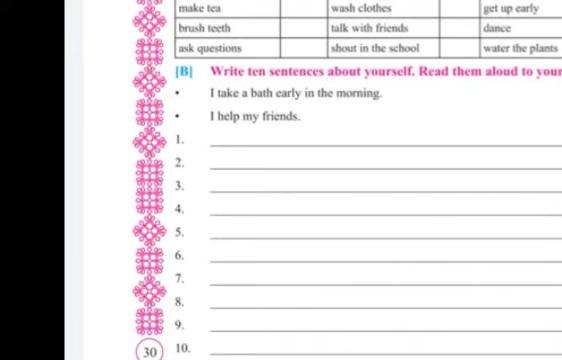 make tea wash clothes get up early
brush teeth talk with friends dance
ask questions shout in the school water the plants
[B] Write ten sentences about yourself. Read them aloud to your
• I take a bath early in the morning.
• I help my friends.
1.
2.
3.
4.
5.
6.
7.
8.
9.
10.
30